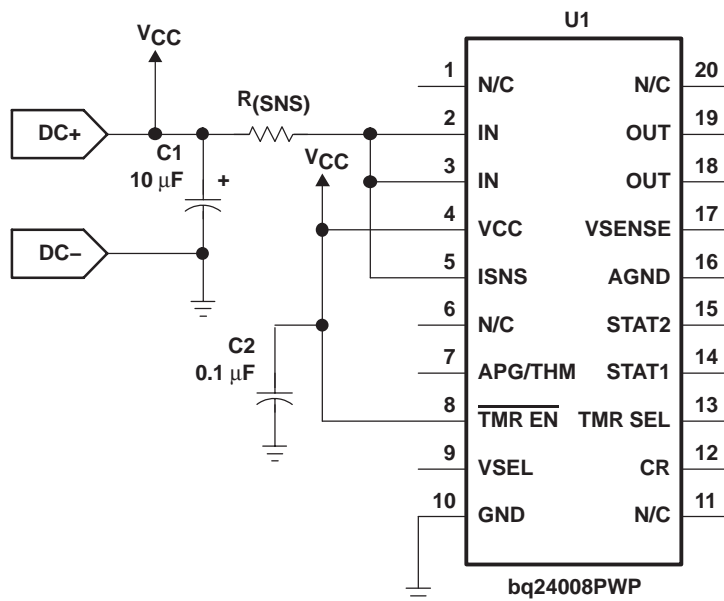 U1
VCC
DC+
C1
10 μF
+
R(SNS)
VCC
DC−
C2
0.1 μF
1 N/C N/C 20
2 IN OUT 19
3 IN OUT 18
4 VCC VSENSE 17
5 ISNS AGND 16
6 N/C STAT2 15
7 APG/THM STAT1 14
8 TMR EN TMR SEL 13
9 VSEL CR 12
10 GND N/C 11
bq24008PWP